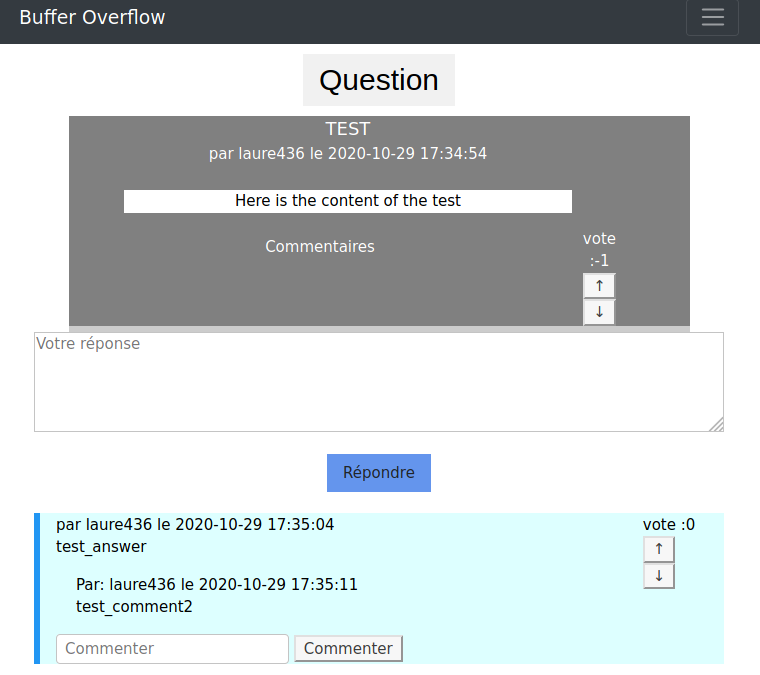 Buffer Overflow
Question
TEST
par laure436 le 2020-10-29 17:34:54
Here is the content of the test
Commentaires
vote
:-1
↑
↓
Votre réponse
Répondre
par laure436 le 2020-10-29 17:35:04
vote :0
test_answer
↑
↓
Par: laure436 le 2020-10-29 17:35:11
test_comment2
Commenter
Commenter